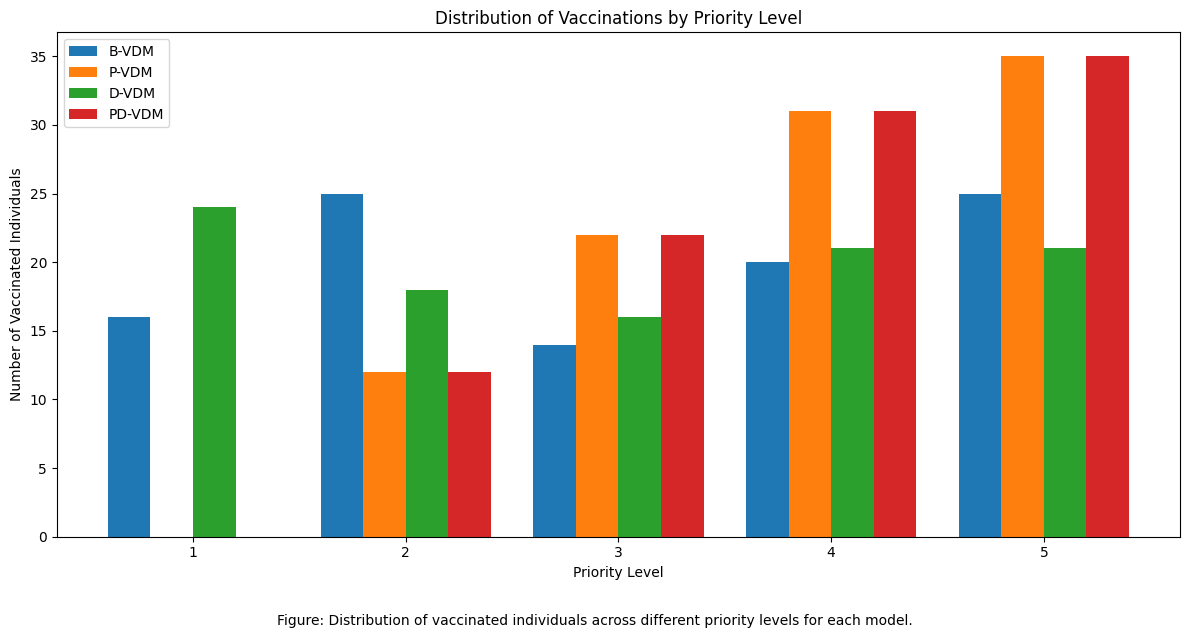 Distribution of Vaccinations by Priority Level
B-VDM
P-VDM
D-VDM
PD-VDM
Number of Vaccinated Individuals
35
30
25
20
15
10
5
0
1 2 3 4 5
Priority Level
Figure: Distribution of vaccinated individuals across different priority levels for each model.